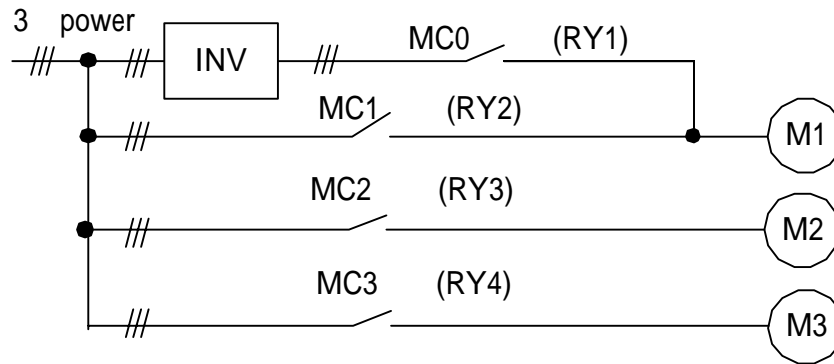 3 power
INV
MC0 (RY1)
MC1 (RY2)
M1
MC2 (RY3)
M2
MC3 (RY4)
M3